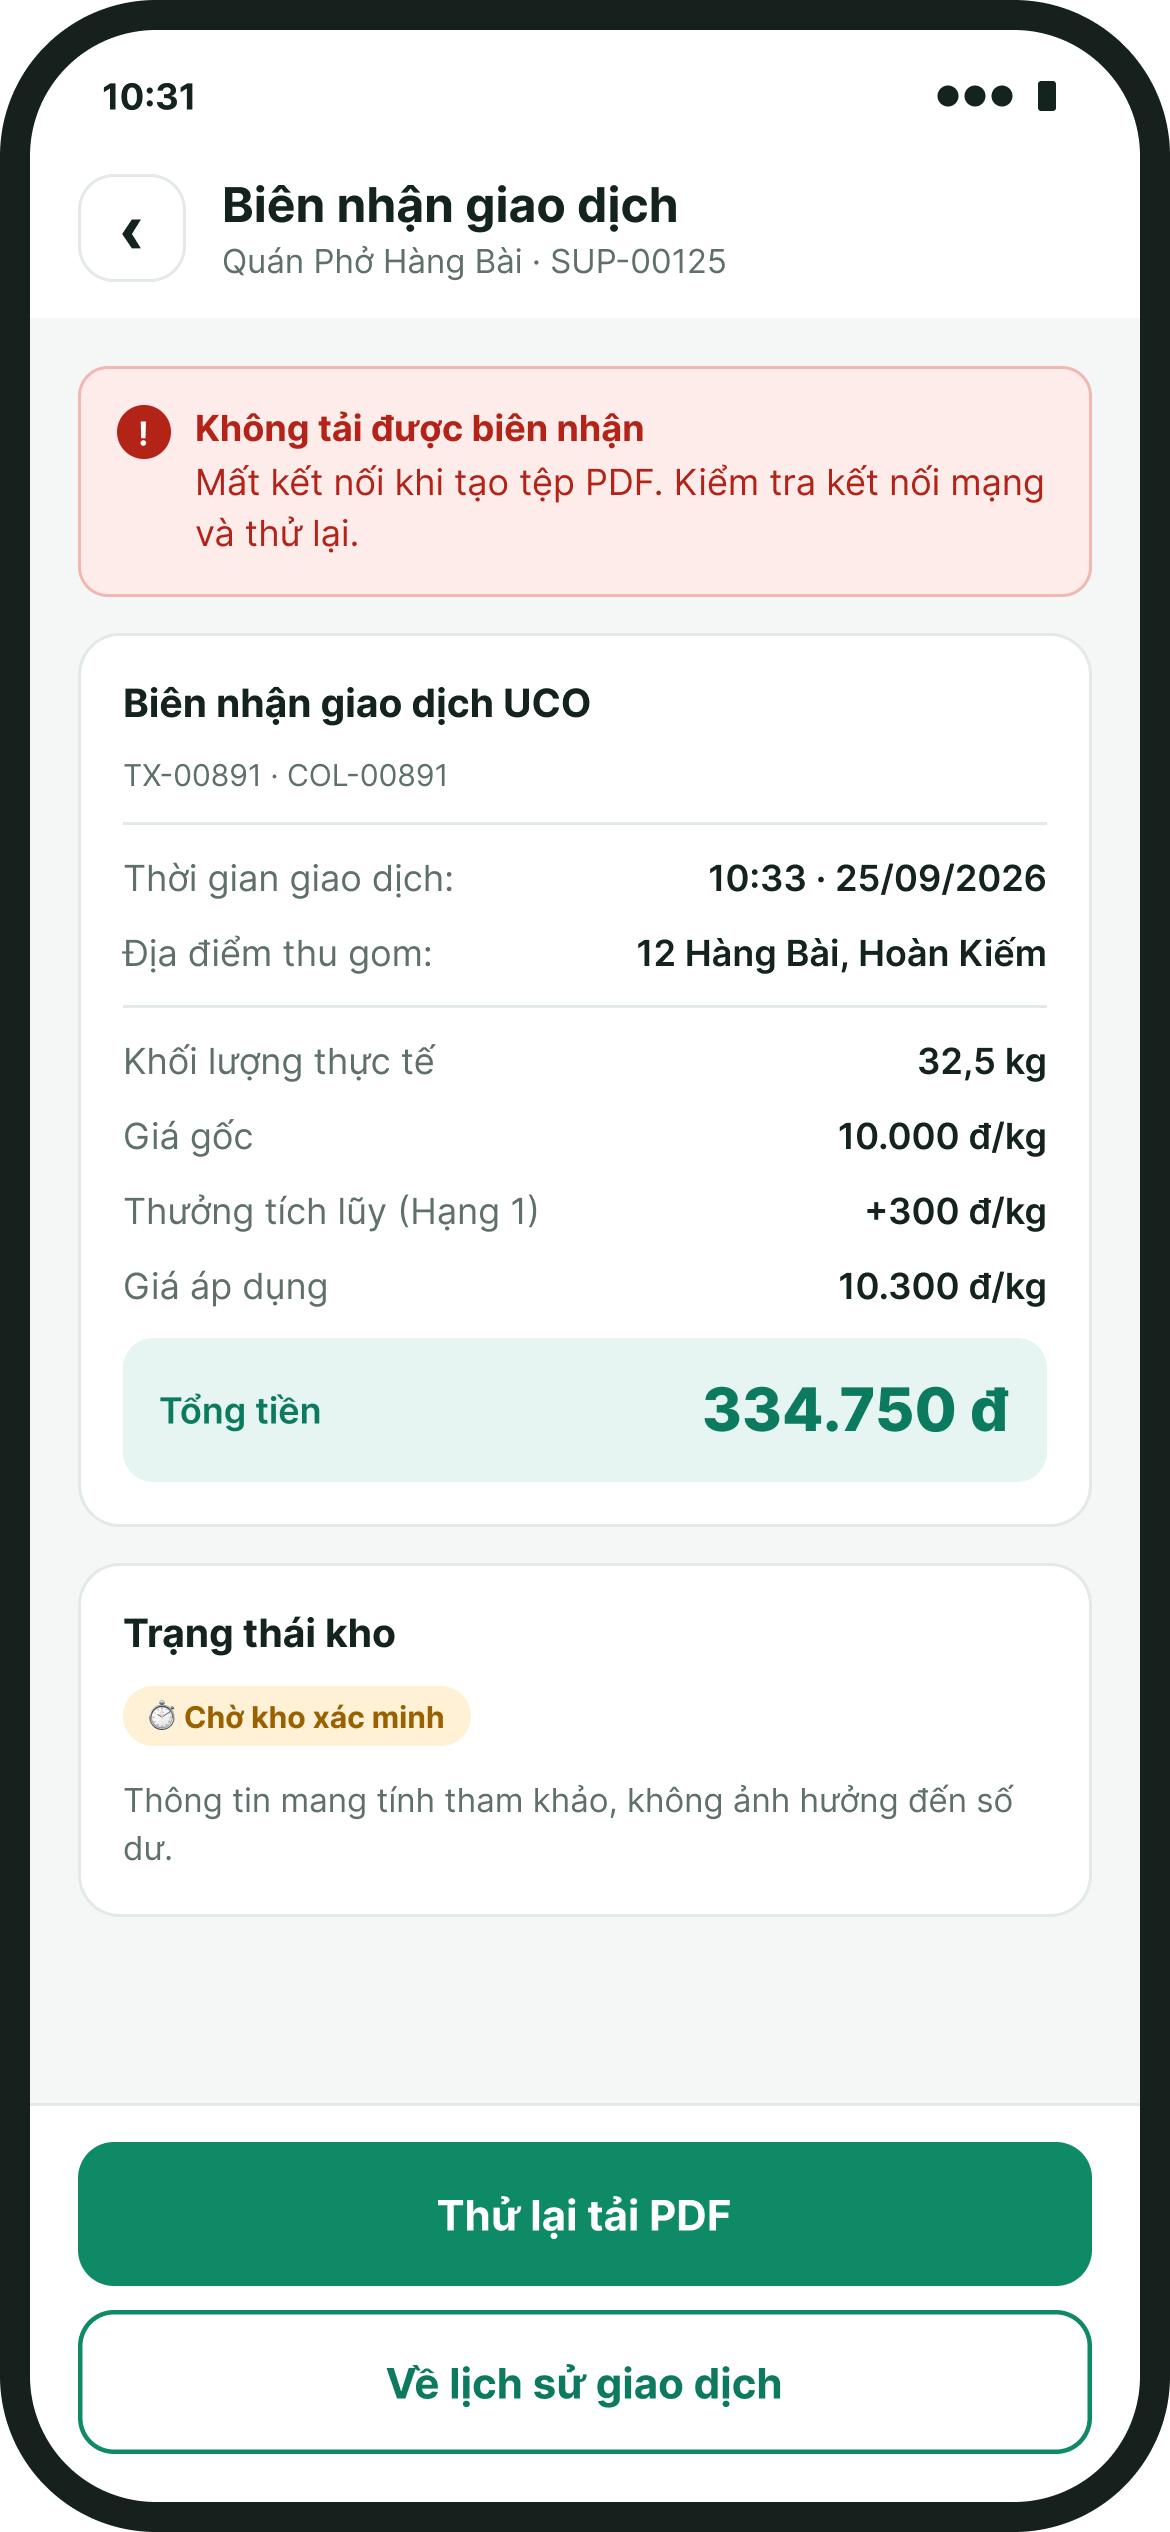 10:31
Biên nhận giao dịch
Quán Phở Hàng Bài · SUP-00125
!
Không tải được biên nhận
Mất kết nối khi tạo tệp PDF. Kiểm tra kết nối mạng
và thử lại.
Biên nhận giao dịch UCO
TX-00891 · COL-00891
Thời gian giao dịch: 10:33 · 25/09/2026
Địa điểm thu gom: 12 Hàng Bài, Hoàn Kiếm
Khối lượng thực tế 32,5 kg
Giá gốc 10.000 đ/kg
Thưởng tích lũy (Hạng 1) +300 đ/kg
Giá áp dụng 10.300 đ/kg
Tổng tiền 334.750 đ
Trạng thái kho
Chờ kho xác minh
Thông tin mang tính tham khảo, không ảnh hưởng đến số
dư.
Thử lại tải PDF
Về lịch sử giao dịch